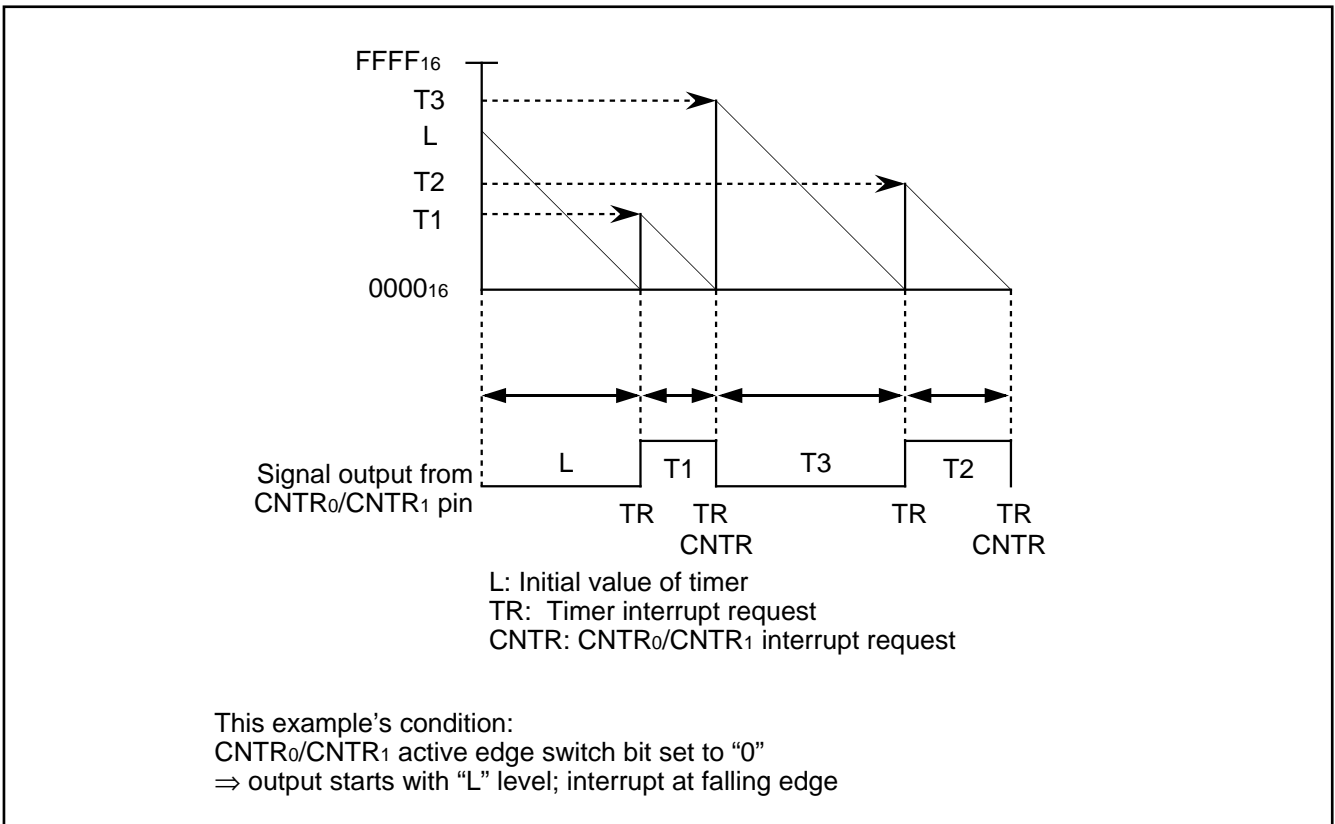 FFFF16
T3
L
T2
T1
000016
Signal output from
CNTR0/CNTR1 pin
L
T1
T3
T2
TR
TR
CNTR
TR
TR
CNTR
L: Initial value of timer
TR: Timer interrupt request
CNTR: CNTR0/CNTR1 interrupt request
This example's condition:
CNTR0/CNTR1 active edge switch bit set to “0”
⇒ output starts with “L” level; interrupt at falling edge